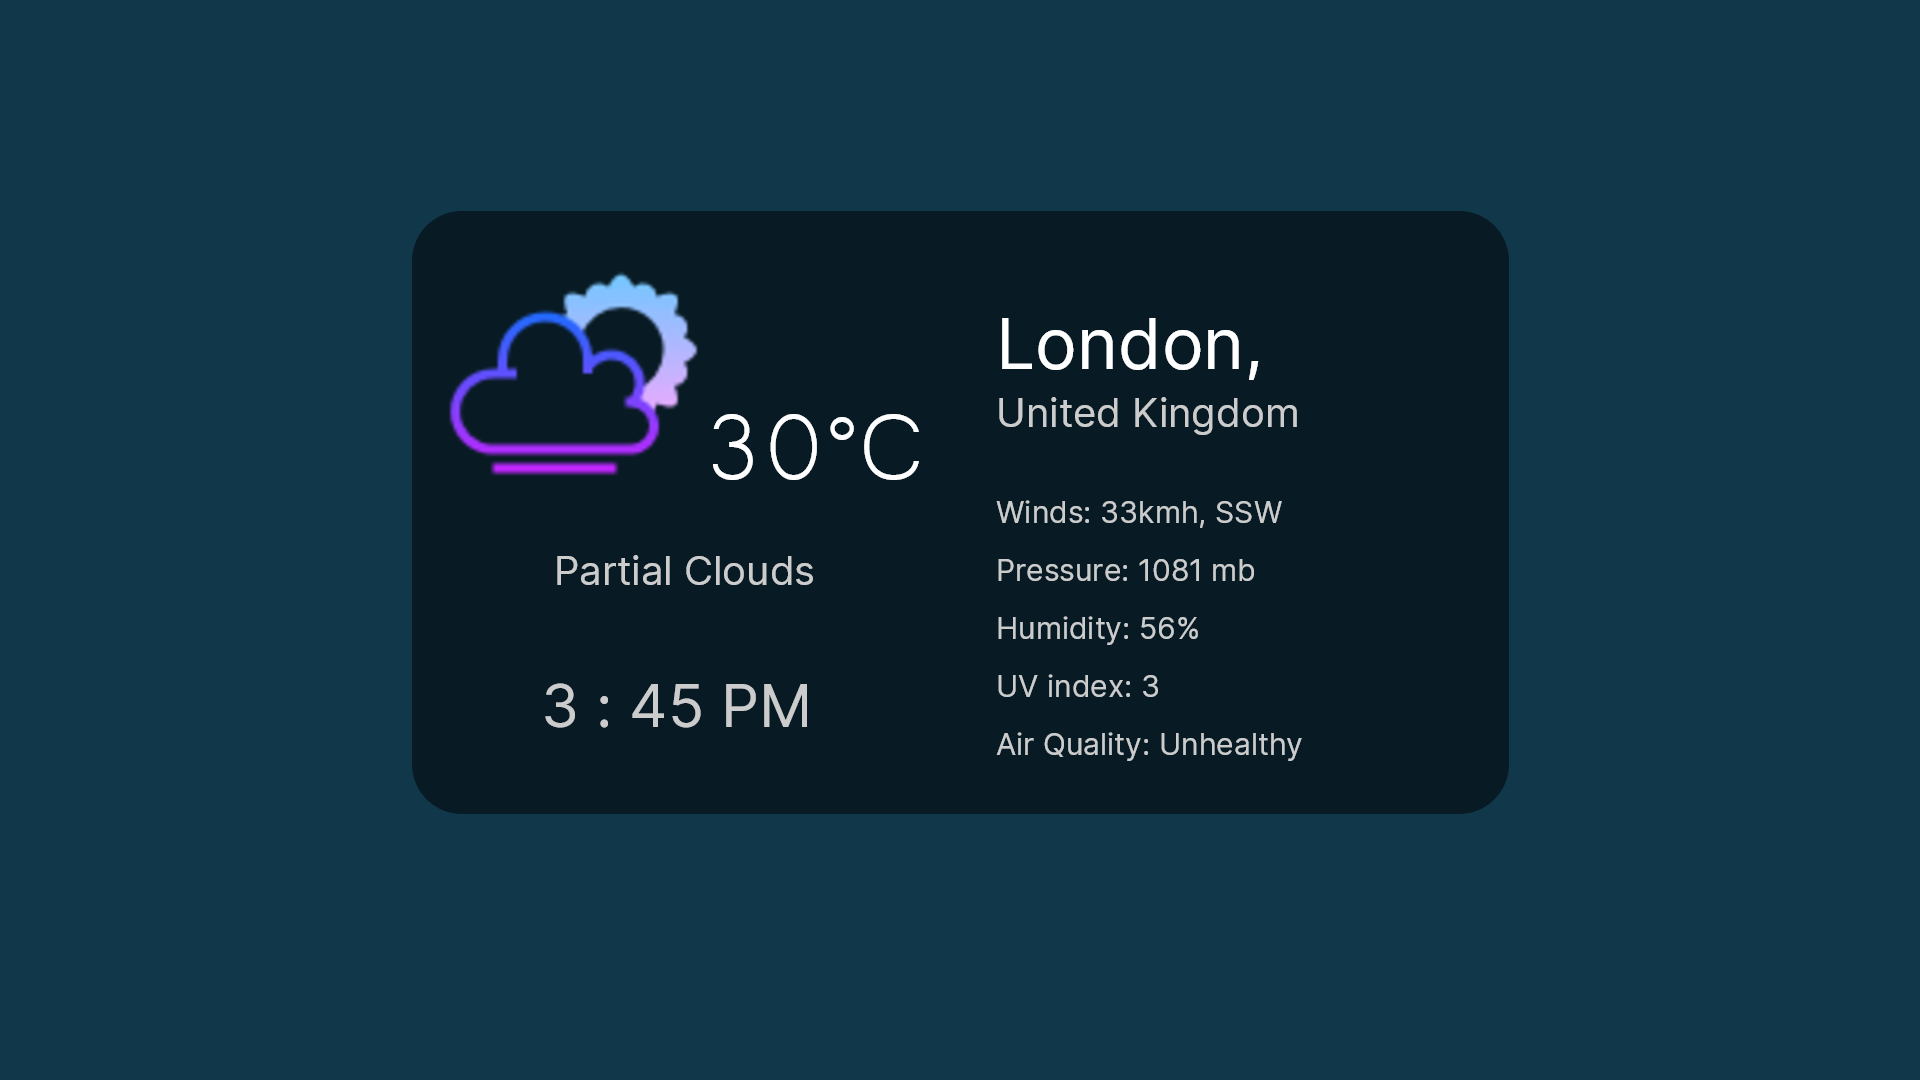 30°C
Partial Clouds
3 : 45 PM
London,
United Kingdom
Winds: 33kmh, SSW
Pressure: 1081 mb
Humidity: 56%
UV index: 3
Air Quality: Unhealthy